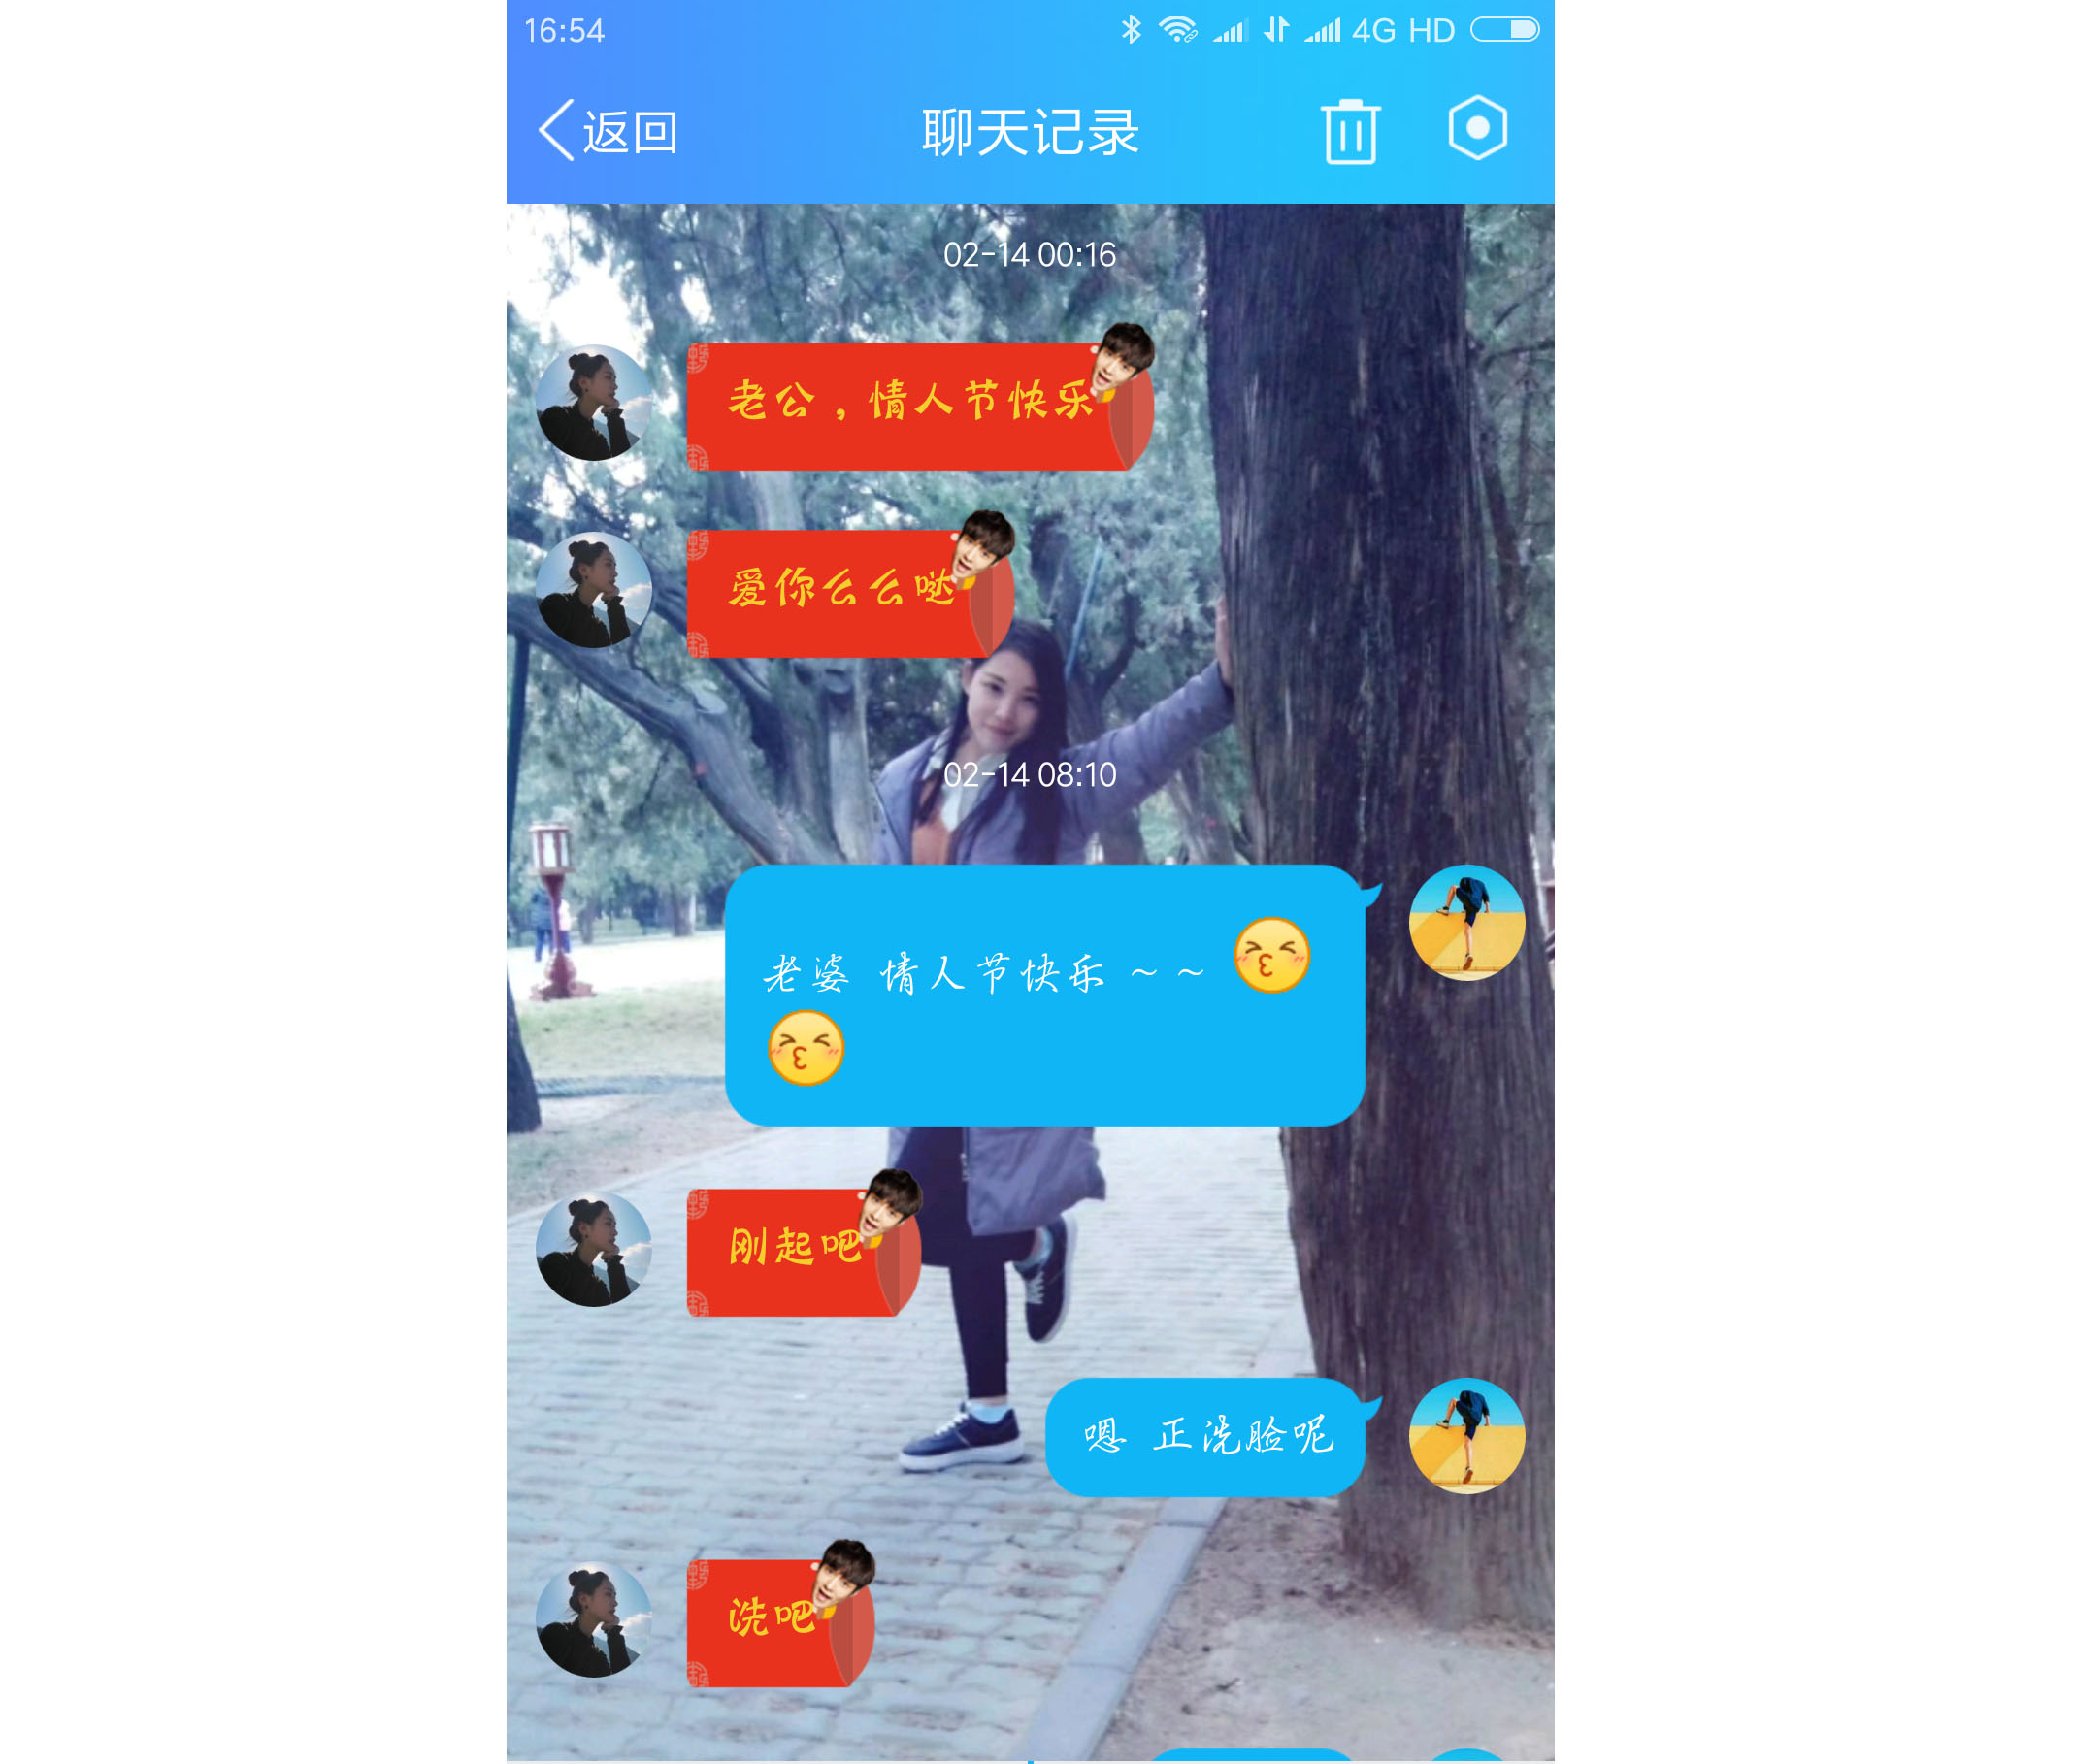 16:54
4G HD
返回
聊天记录
02-14 00:16
老公，情人节快乐
爱你么么哒
02-14 08:10
老婆 情人节快乐~~
刚起吧
嗯 正洗脸呢
洗吧